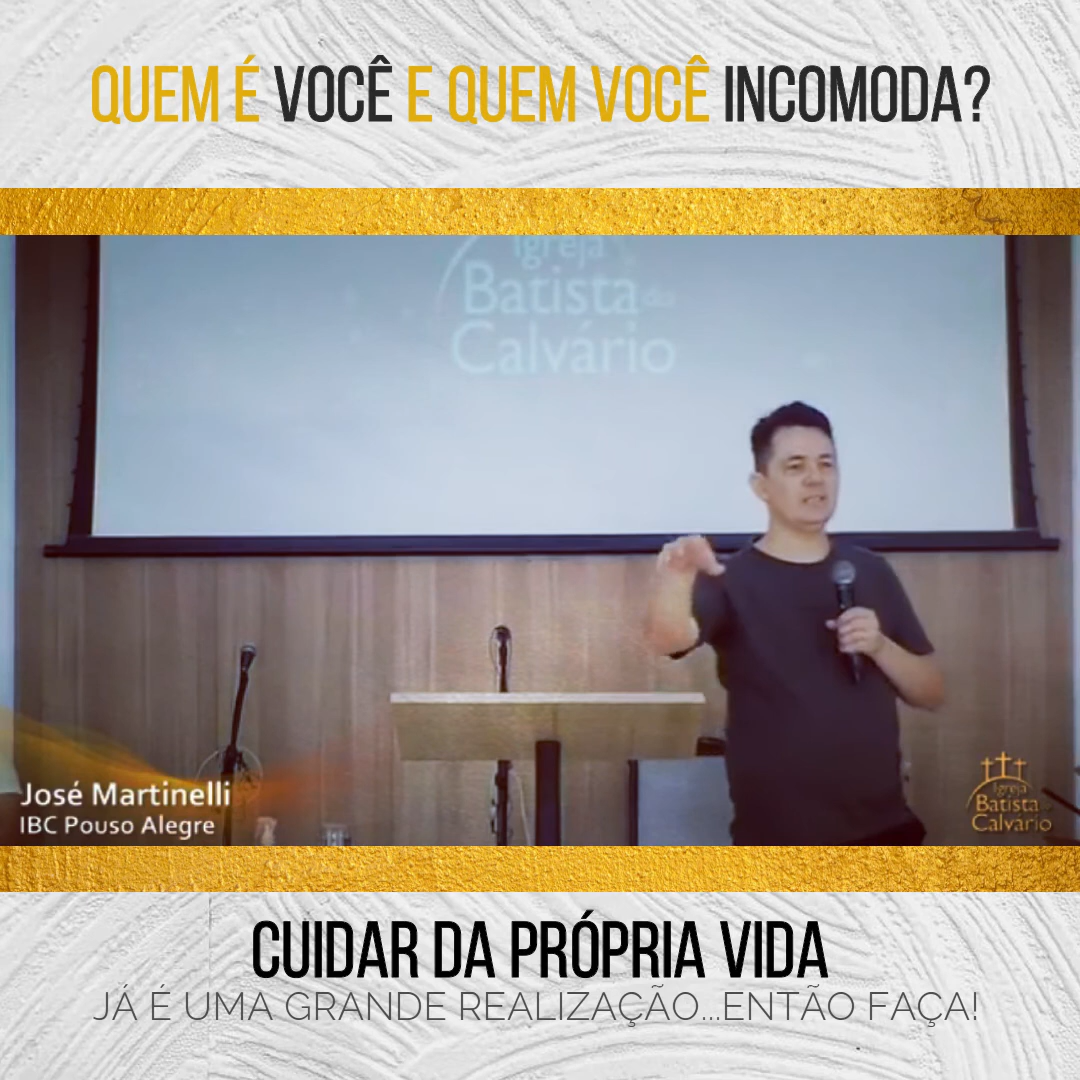 QUEM É VOCÊ E QUEM VOCÊ INCOMODA?
Igreja
Batista da
Calvário
José Martinelli
IBC Pouso Alegre
Igreja
Batista do
Calvário
CUIDAR DA PRÓPRIA VIDA
JÁ É UMA GRANDE REALIZAÇÃO...ENTÃO FAÇA!